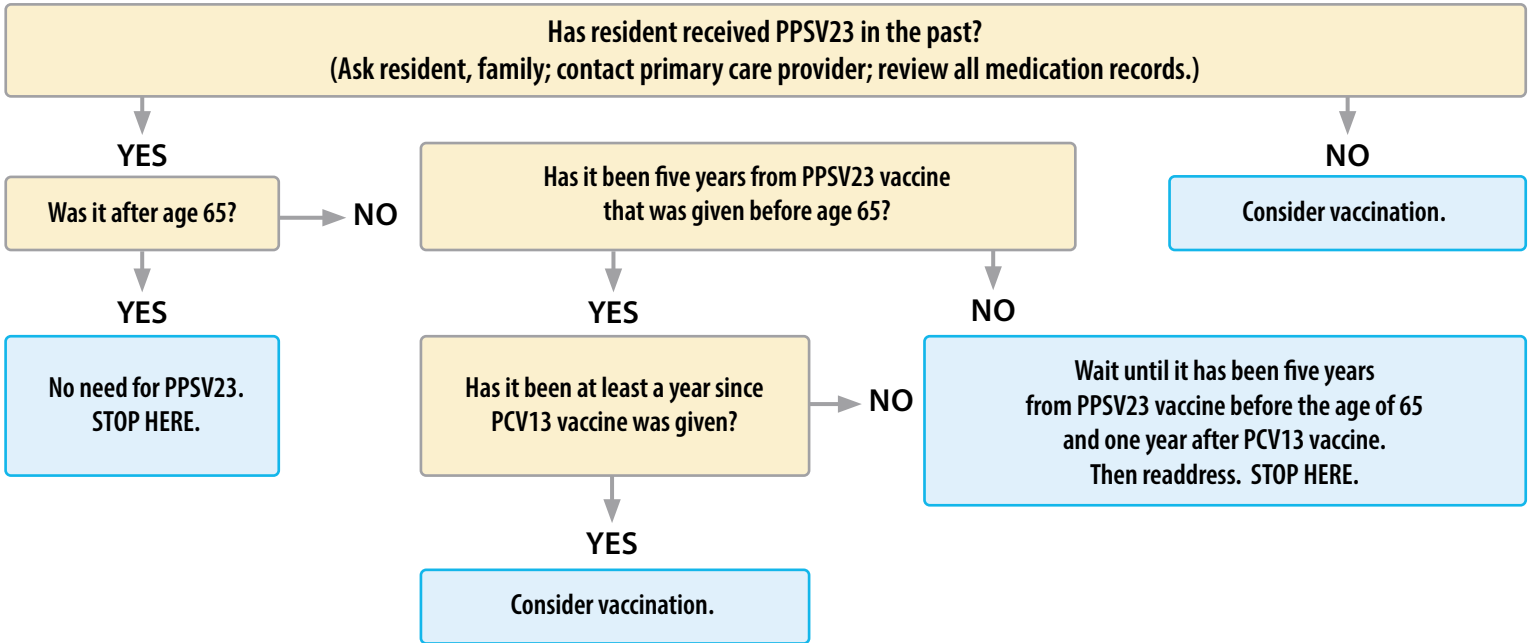 Has resident received PPSV23 in the past?
(Ask resident, family; contact primary care provider; review all medication records.)
YES
NO
Was it after age 65?
NO
Has it been five years from PPSV23 vaccine
that was given before age 65?
Consider vaccination.
YES
YES
NO
No need for PPSV23.
STOP HERE.
Has it been at least a year since
PCV13 vaccine was given?
NO
Wait until it has been five years
from PPSV23 vaccine before the age of 65
and one year after PCV13 vaccine.
Then readdress. STOP HERE.
YES
Consider vaccination.